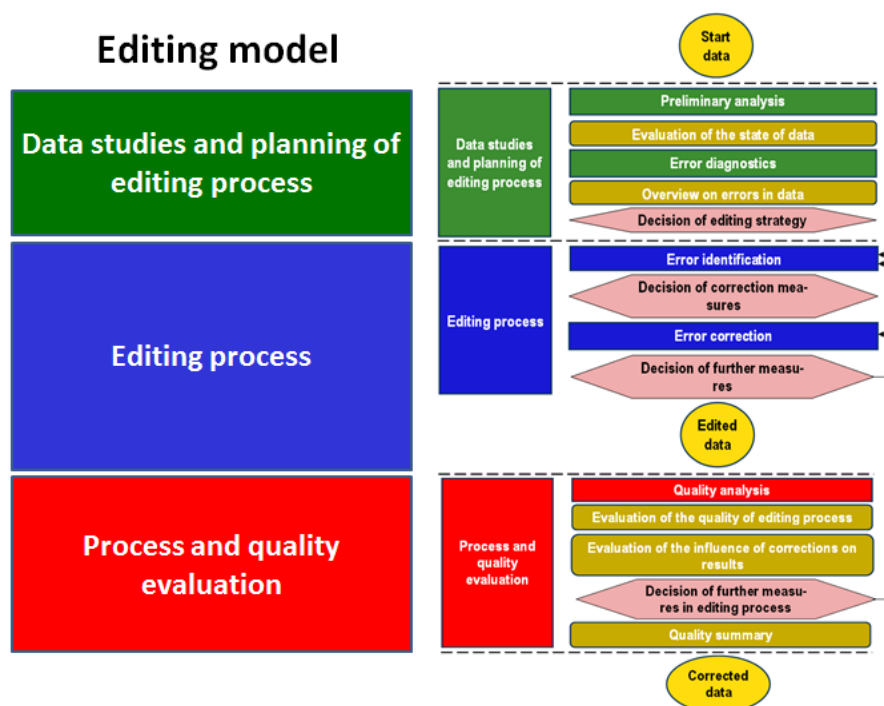 Editing model
Data studies and planning of
editing process
Editing process
Process and quality
evaluation
Start
data
Data studies
and planning of
editing process
Preliminary analysis
Evaluation of the state of data
Error diagnostics
Overview on errors in data
Decision of editing strategy
Editing process
Error identification
Decision of correction mea-
sures
Error correction
Decision of further measu-
res
Edited
data
Process and
quality
evaluation
Quality analysis
Evaluation of the quality of editing process
Evaluation of the influence of corrections on
results
Decision of further measu-
res in editing process
Quality summary
Corrected
data